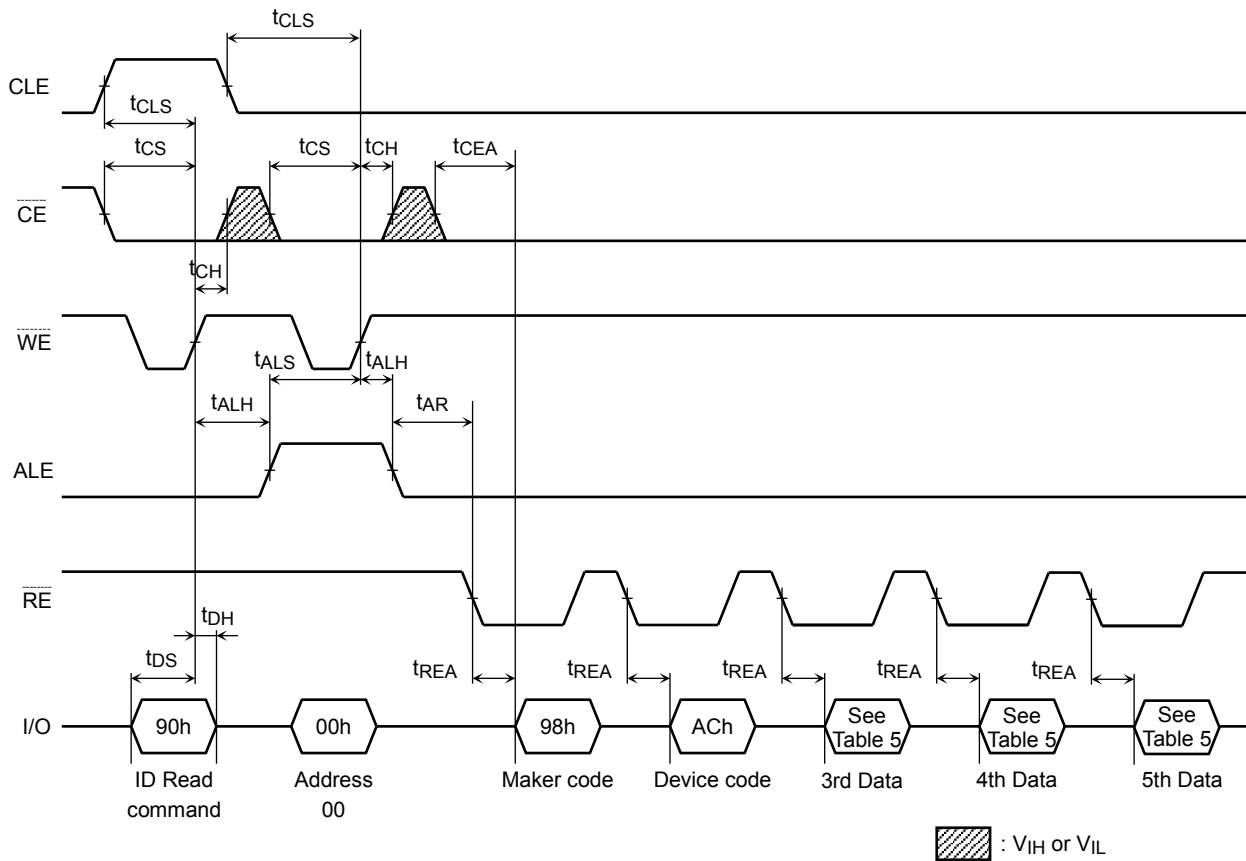 tCLS
CLE
tCLS
tCS tCS tCH tCEA
CE
tCH
WE
tALS tALH
tALH tAR
ALE
RE
tDH
tDS tREA tREA tREA tREA tREA
I/O 90h 00h 98h ACh See Table 5 See Table 5 See Table 5
ID Read command Address 00 Maker code Device code 3rd Data 4th Data 5th Data
: VIH or VIL